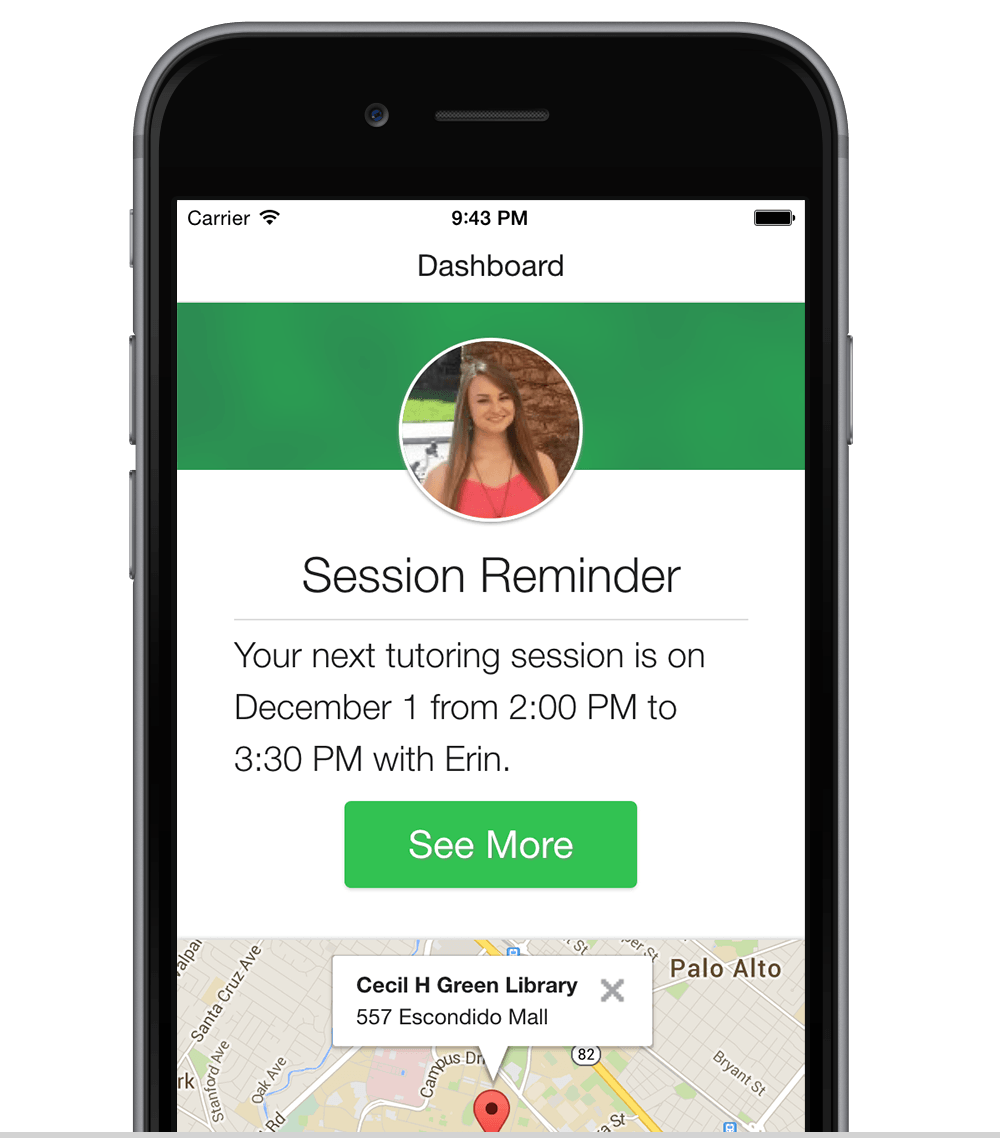 Carrier
9:43 PM
Dashboard
Session Reminder
Your next tutoring session is on
December 1 from 2:00 PM to
3:30 PM with Erin.
See More
Cecil H Green Library
557 Escondido Mall
Palo Alto
Santa Cruz Ave
Stanford Ave
Oak Ave
Rd
Campus Dr
82
Bryant St
St